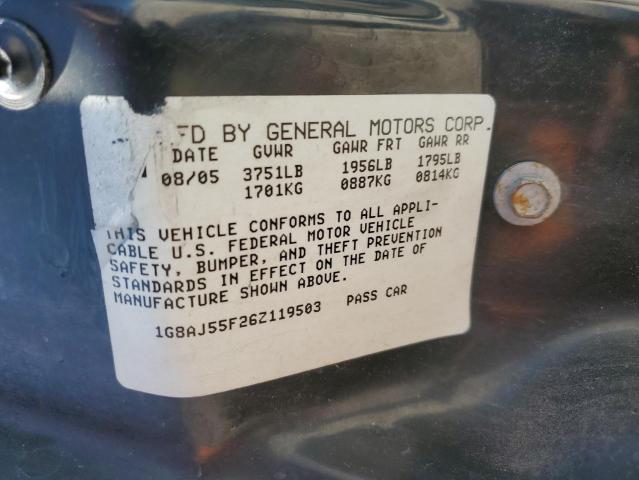 MFD BY GENERAL MOTORS CORP.
DATE GVWR GAWR FRT GAWR RR
08/05 3751LB 1956LB 1795LB
1701KG 0887KG 0814KG
THIS VEHICLE CONFORMS TO ALL APPLI-
CABLE U.S. FEDERAL MOTOR VEHICLE
SAFETY, BUMPER, AND THEFT PREVENTION
STANDARDS IN EFFECT ON THE DATE OF
MANUFACTURE SHOWN ABOVE.
1G8AJ55F26Z119503 PASS CAR